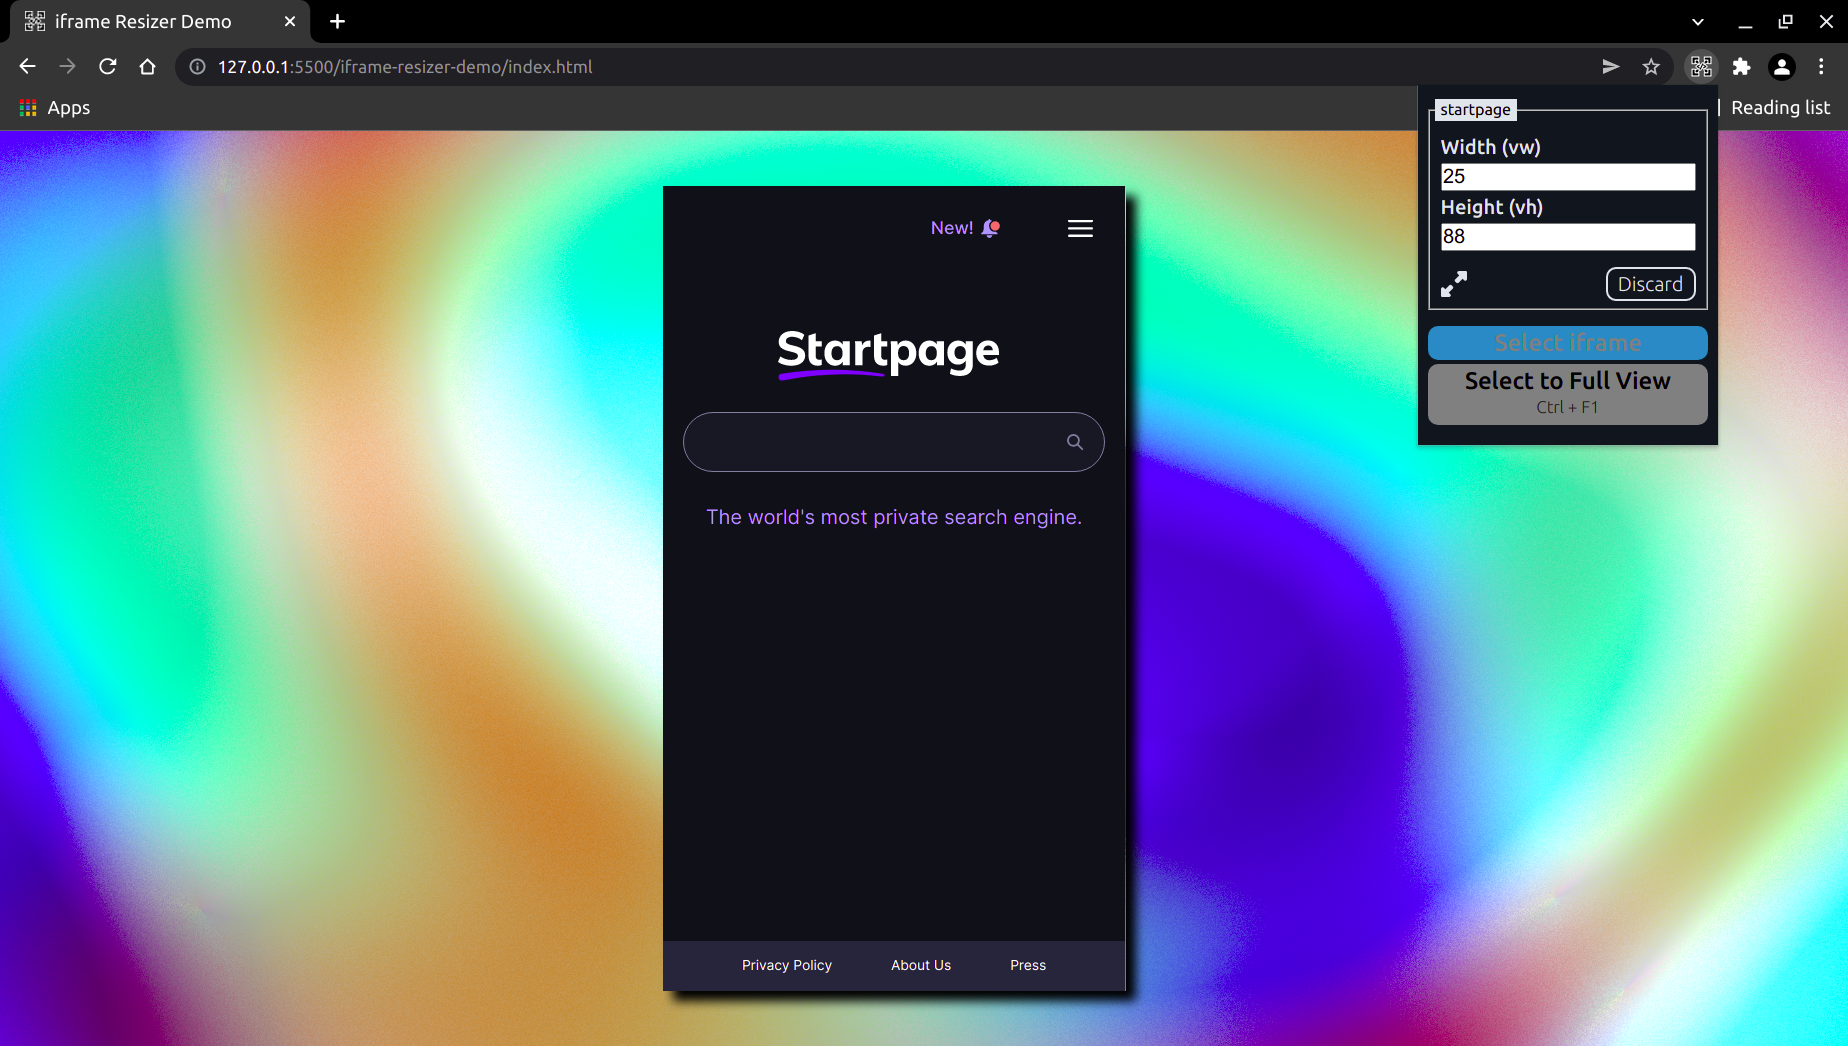 iframe Resizer Demo
127.0.0.1:5500/iframe-resizer-demo/index.html
Apps
Reading list
startpage
Width (vw)
25
Height (vh)
88
Discard
Select iframe
Select to Full View
Ctrl + F1
New!
Startpage
The world's most private search engine.
Privacy Policy About Us Press